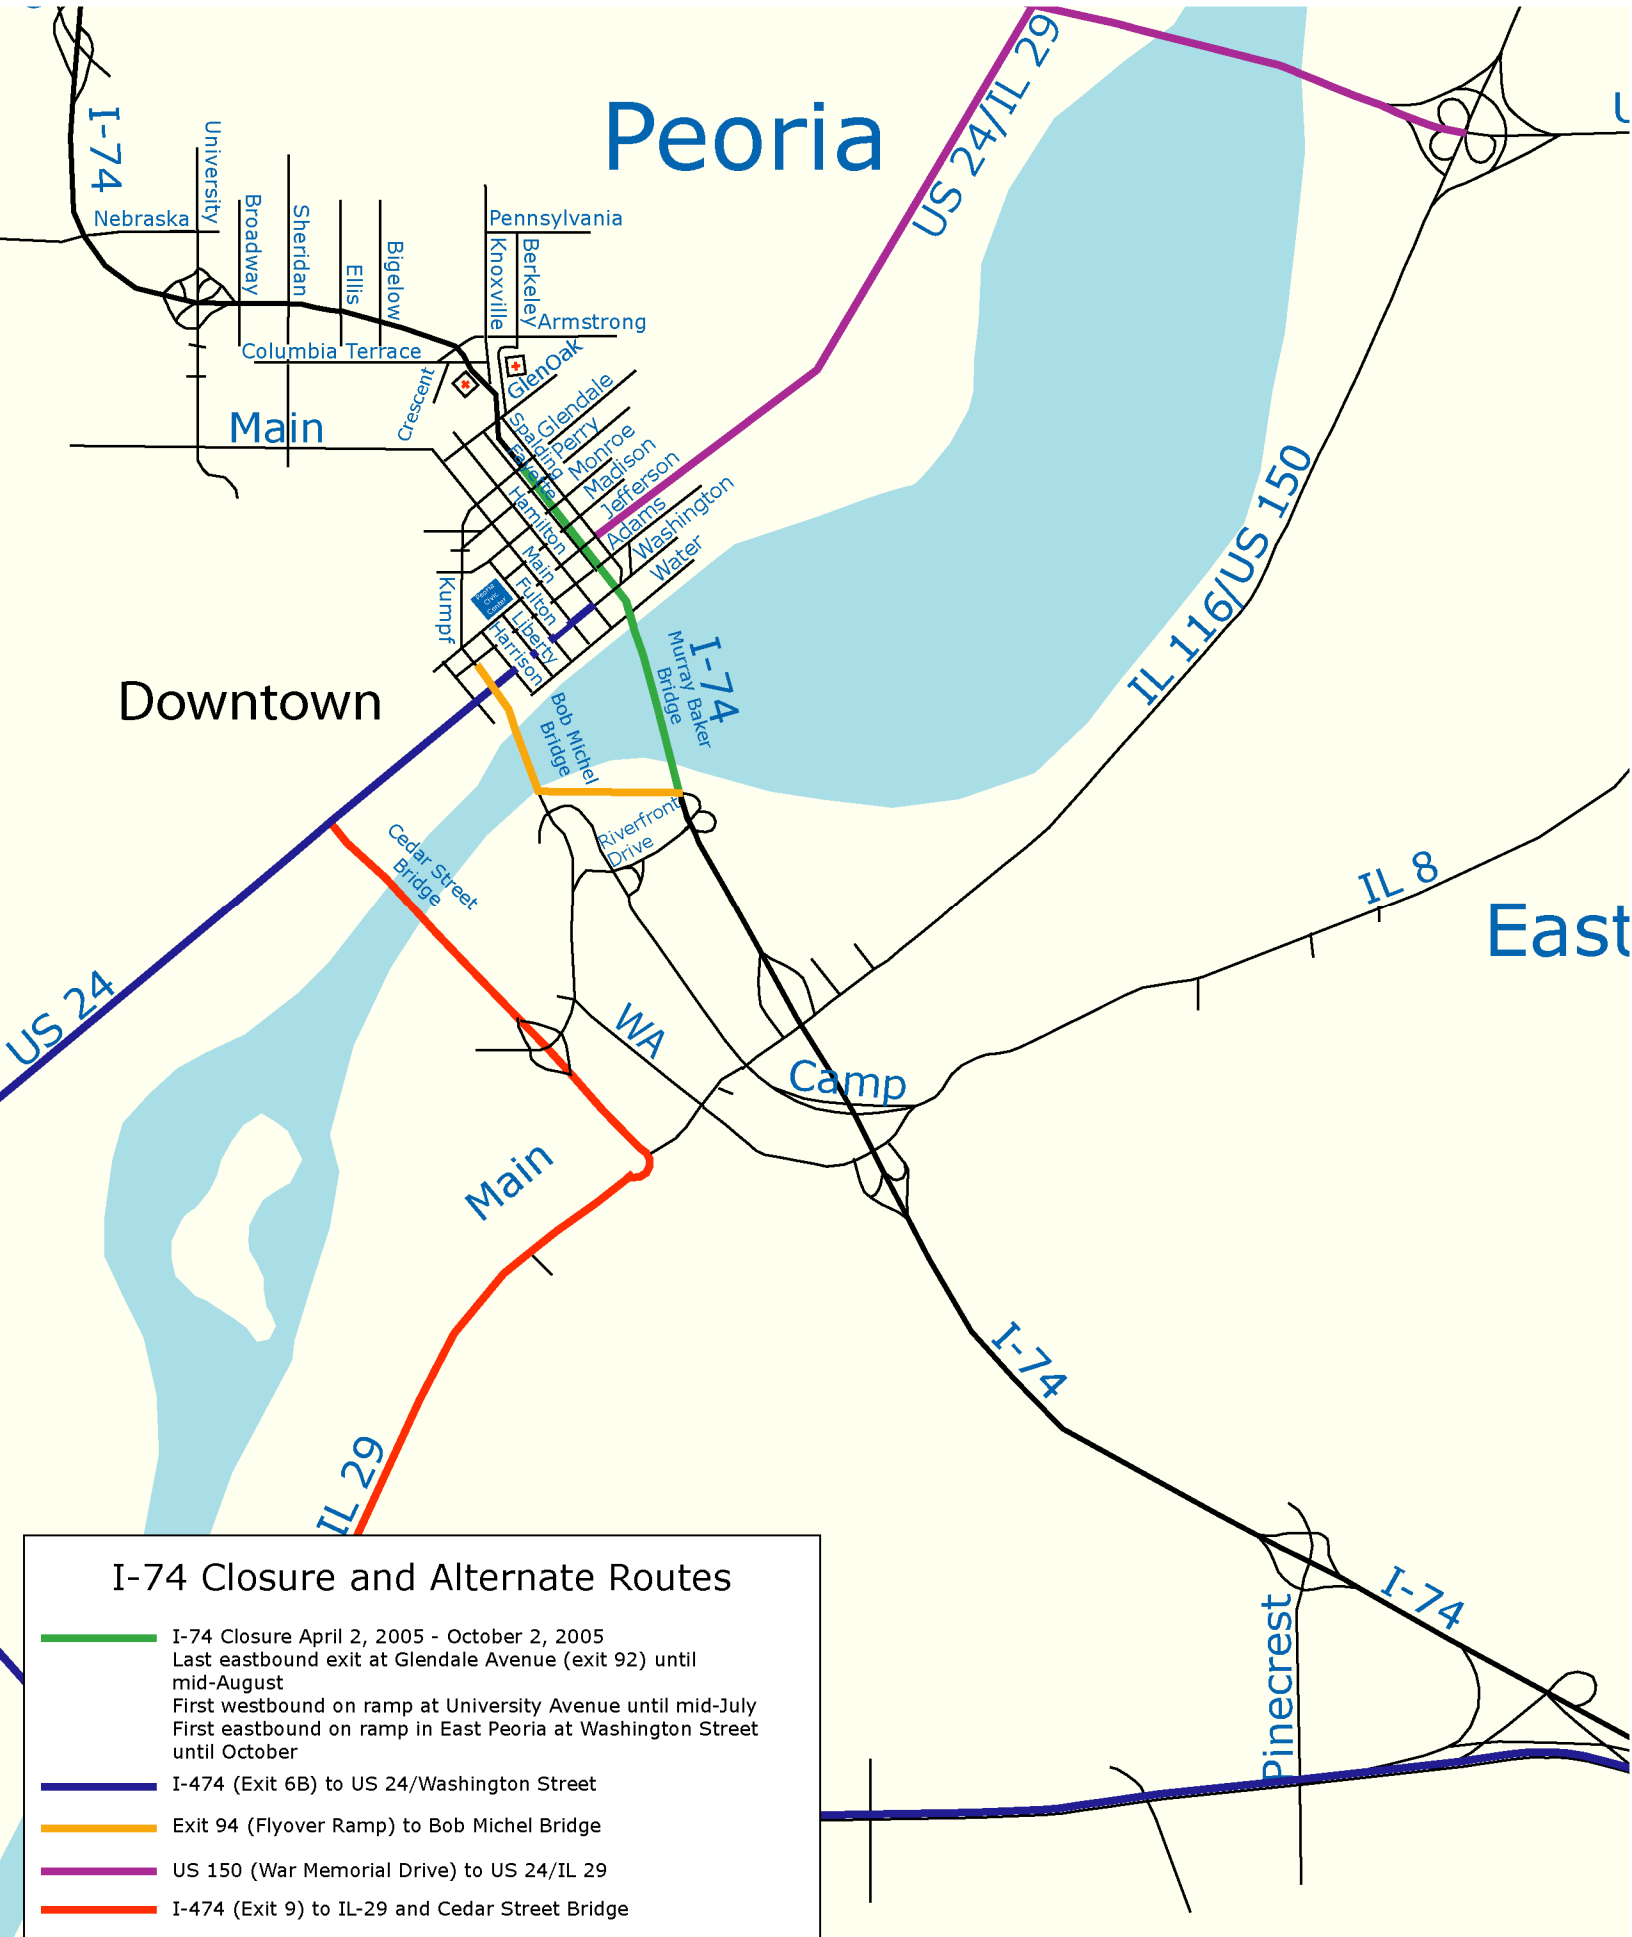 Peoria
US 24/IL 29
U
I-74
University
Nebraska
Broadway
Sheridan
Ellis
Bigelow
Pennsylvania
Knoxville
Berkeley
Armstrong
Columbia Terrace
Crescent
GlenOak
Main
Glendale
Spalding
Perry
Fayette
Monroe
Madison
Jefferson
Hamilton
Adams
Washington
Main
Water
Kumpf
Peoria
Civic
Center
Fulton
Liberty
Harrison
IL 116/US 150
I-74
Murray Baker
Bridge
Downtown
Bob Michel
Bridge
Riverfront
Drive
Cedar Street
Bridge
IL 8
East
US 24
WA
Camp
Main
I-74
IL 29
I-74
Pinecrest
I-74 Closure and Alternate Routes
I-74 Closure April 2, 2005 - October 2, 2005
Last eastbound exit at Glendale Avenue (exit 92) until
mid-August
First westbound on ramp at University Avenue until mid-July
First eastbound on ramp in East Peoria at Washington Street
until October
I-474 (Exit 6B) to US 24/Washington Street
Exit 94 (Flyover Ramp) to Bob Michel Bridge
US 150 (War Memorial Drive) to US 24/IL 29
I-474 (Exit 9) to IL-29 and Cedar Street Bridge